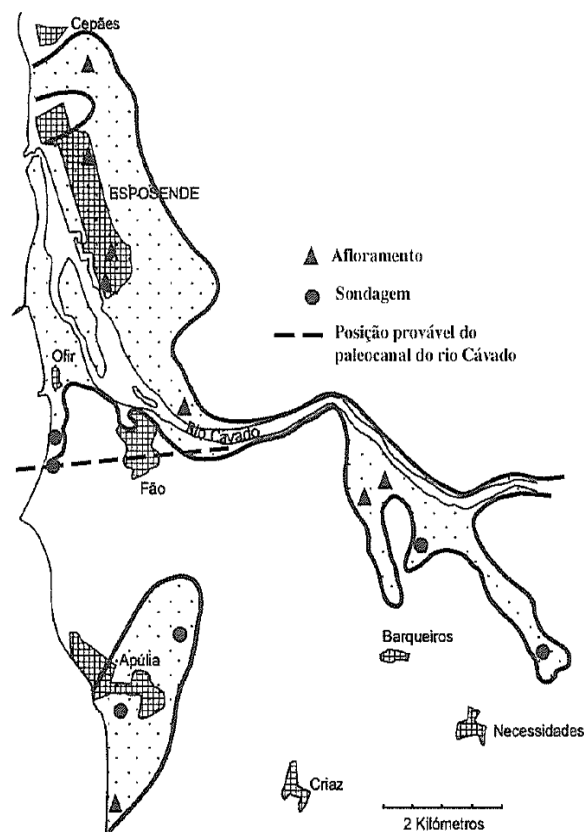 Cepães
ESPOSENDE
Afloramento
Sondagem
Posição provável do
paleocanal do rio Cávado
Ofir
Rio Cavado
Fão
Barqueiros
Apúlia
Necessidades
Criaz
2 Kilómetros